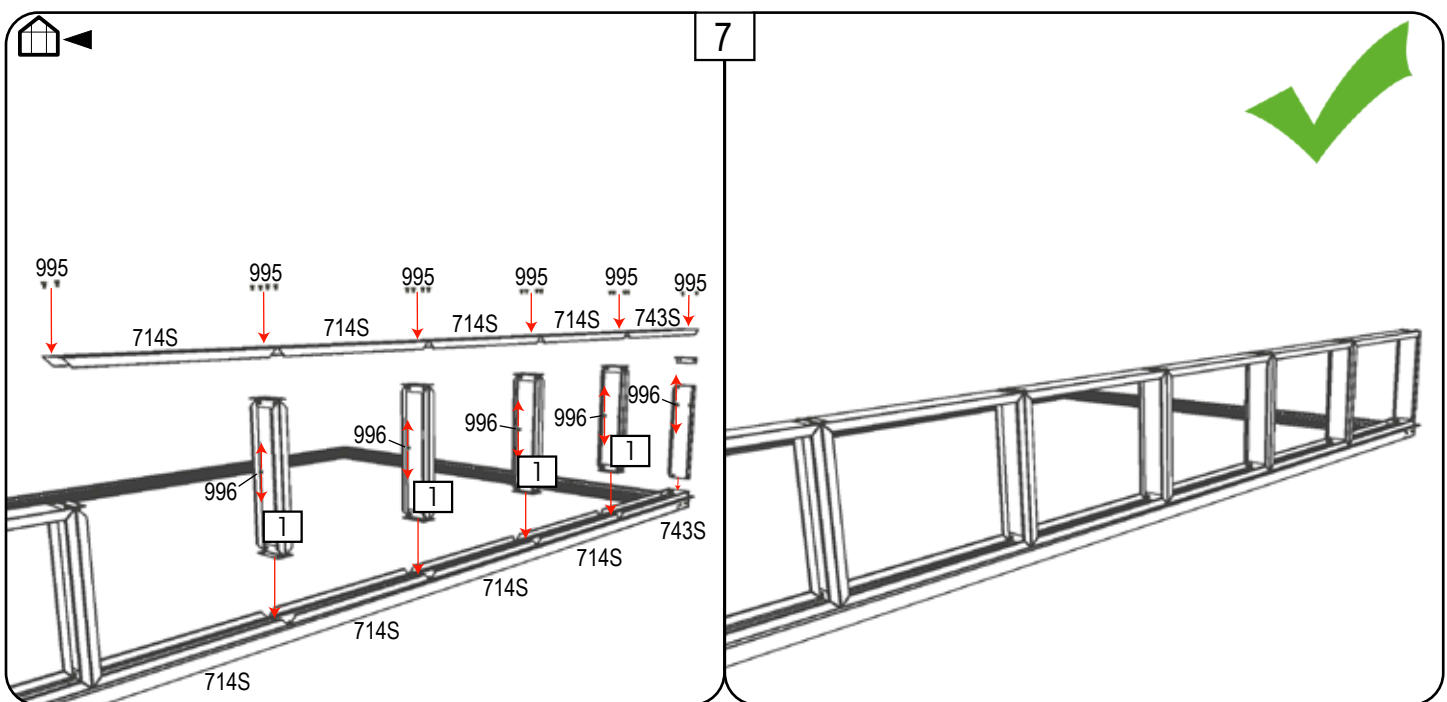 7
995 995 995 995 995 995
714S 714S 714S 714S 743S
996 996 996 996 996
1 1 1 1
714S 714S 714S 714S 743S